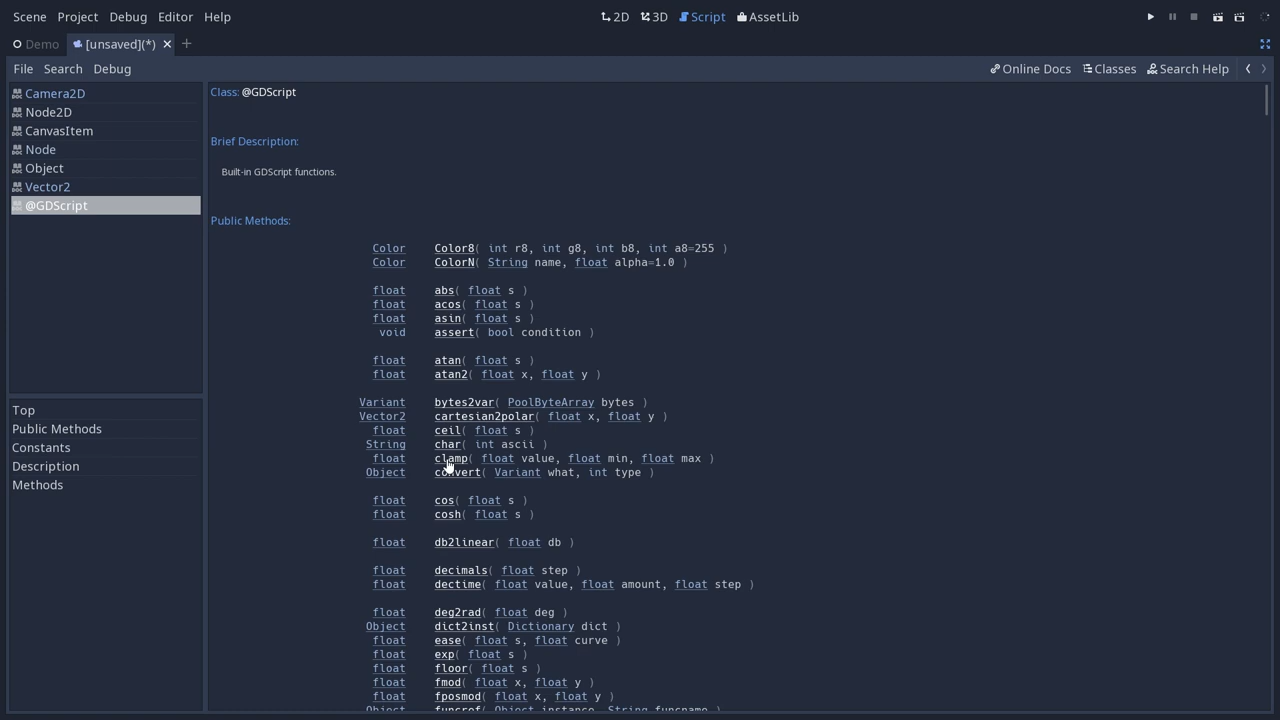 Scene Project Debug Editor Help 2D 3D Script AssetLib
Demo [unsaved](*)
File Search Debug Online Docs Classes Search Help
Camera2D
Node2D
CanvasItem
Node
Object
Vector2
@GDScript
Top
Public Methods
Constants
Description
Methods
Class: @GDScript
Brief Description:
Built-in GDScript functions.
Public Methods:
Color Color8( int r8, int g8, int b8, int a8=255 )
Color ColorN( String name, float alpha=1.0 )
float abs( float s )
float acos( float s )
float asin( float s )
void assert( bool condition )
float atan( float s )
float atan2( float x, float y )
Variant bytes2var( PoolByteArray bytes )
Vector2 cartesian2polar( float x, float y )
float ceil( float s )
String char( int ascii )
float clamp( float value, float min, float max )
Object convert( Variant what, int type )
float cos( float s )
float cosh( float s )
float db2linear( float db )
float decimals( float step )
float dectime( float value, float amount, float step )
float deg2rad( float deg )
Object dict2inst( Dictionary dict )
float ease( float s, float curve )
float exp( float s )
float floor( float s )
float fmod( float x, float y )
float fposmod( float x, float y )
Object funcref( Object instance, String funcname )